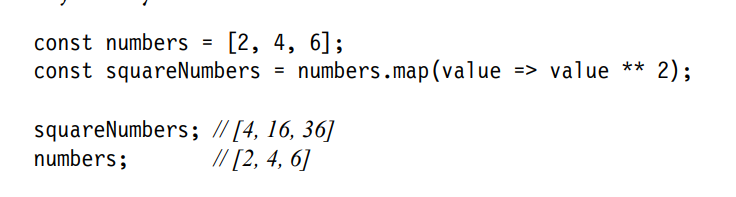 const numbers = [2, 4, 6];
const squareNumbers = numbers.map(value => value ** 2);
squareNumbers; // [4, 16, 36]
numbers; // [2, 4, 6]